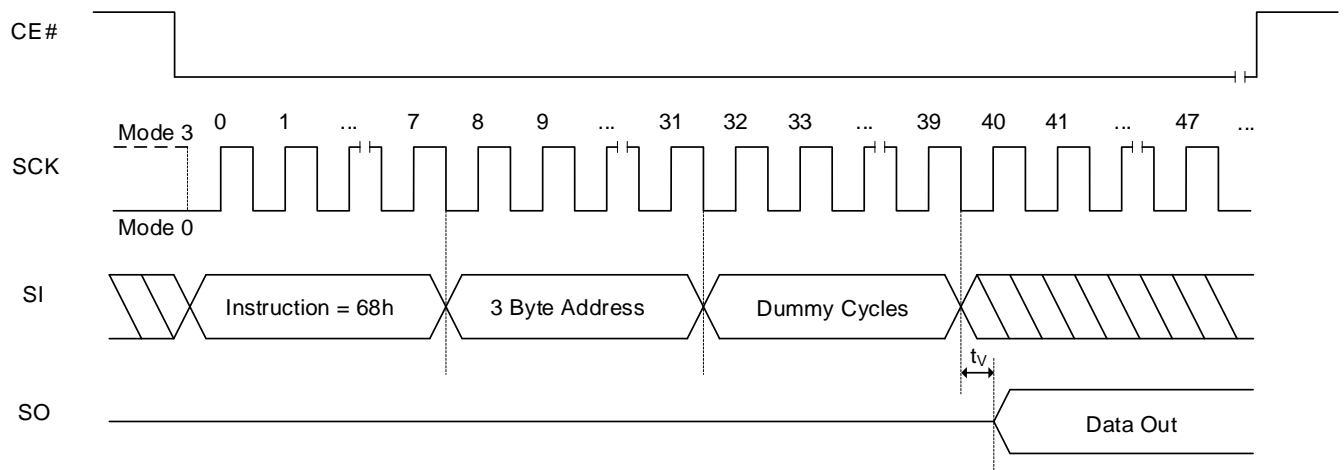 CE#
0 1 ... 7 8 9 ... 31 32 33 ... 39 40 41 ... 47 ...
Mode 3
SCK
Mode 0
SI
Instruction = 68h
3 Byte Address
Dummy Cycles
tV
SO
Data Out